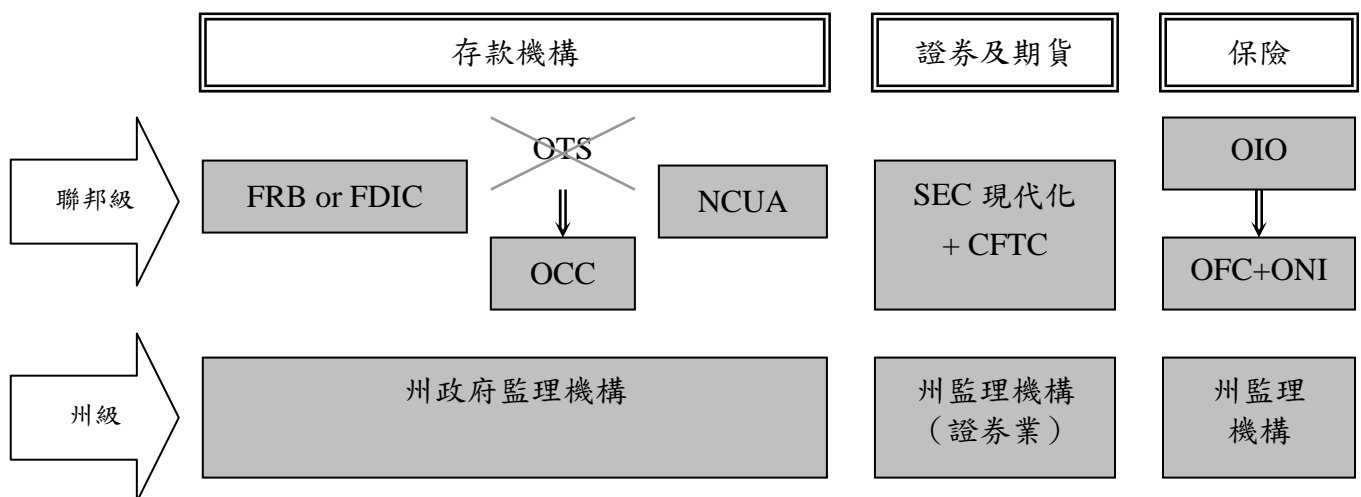 存款機構
證券及期貨
保險
聯邦級
FRB or FDIC
OTS
OCC
NCUA
SEC 現代化
+ CFTC
OIO
OFC+ONI
州級
州政府監理機構
州監理機構
（證券業）
州監理
機構